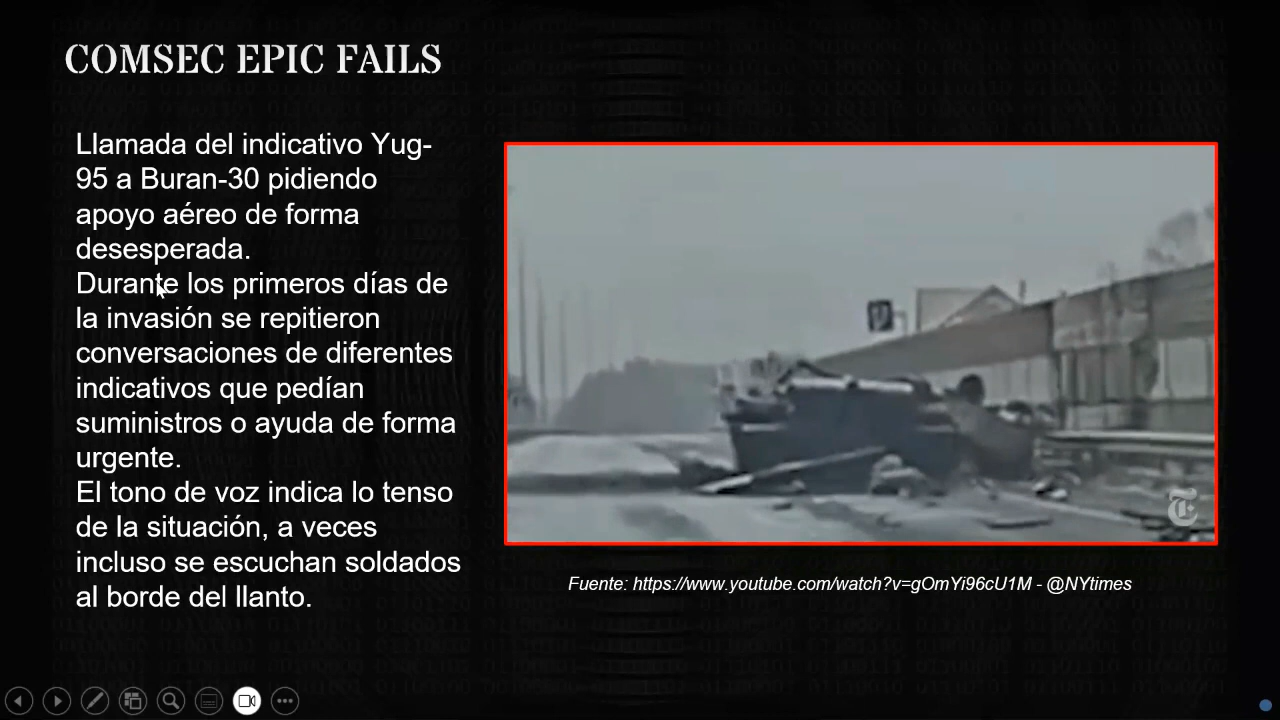 COMSEC EPIC FAILS
Llamada del indicativo Yug-
95 a Buran-30 pidiendo
apoyo aéreo de forma
desesperada.
Durante los primeros días de
la invasión se repitieron
conversaciones de diferentes
indicativos que pedían
suministros o ayuda de forma
urgente.
El tono de voz indica lo tenso
de la situación, a veces
incluso se escuchan soldados
al borde del llanto.
Fuente: https://www.youtube.com/watch?v=gOmYi96cU1M - @NYtimes